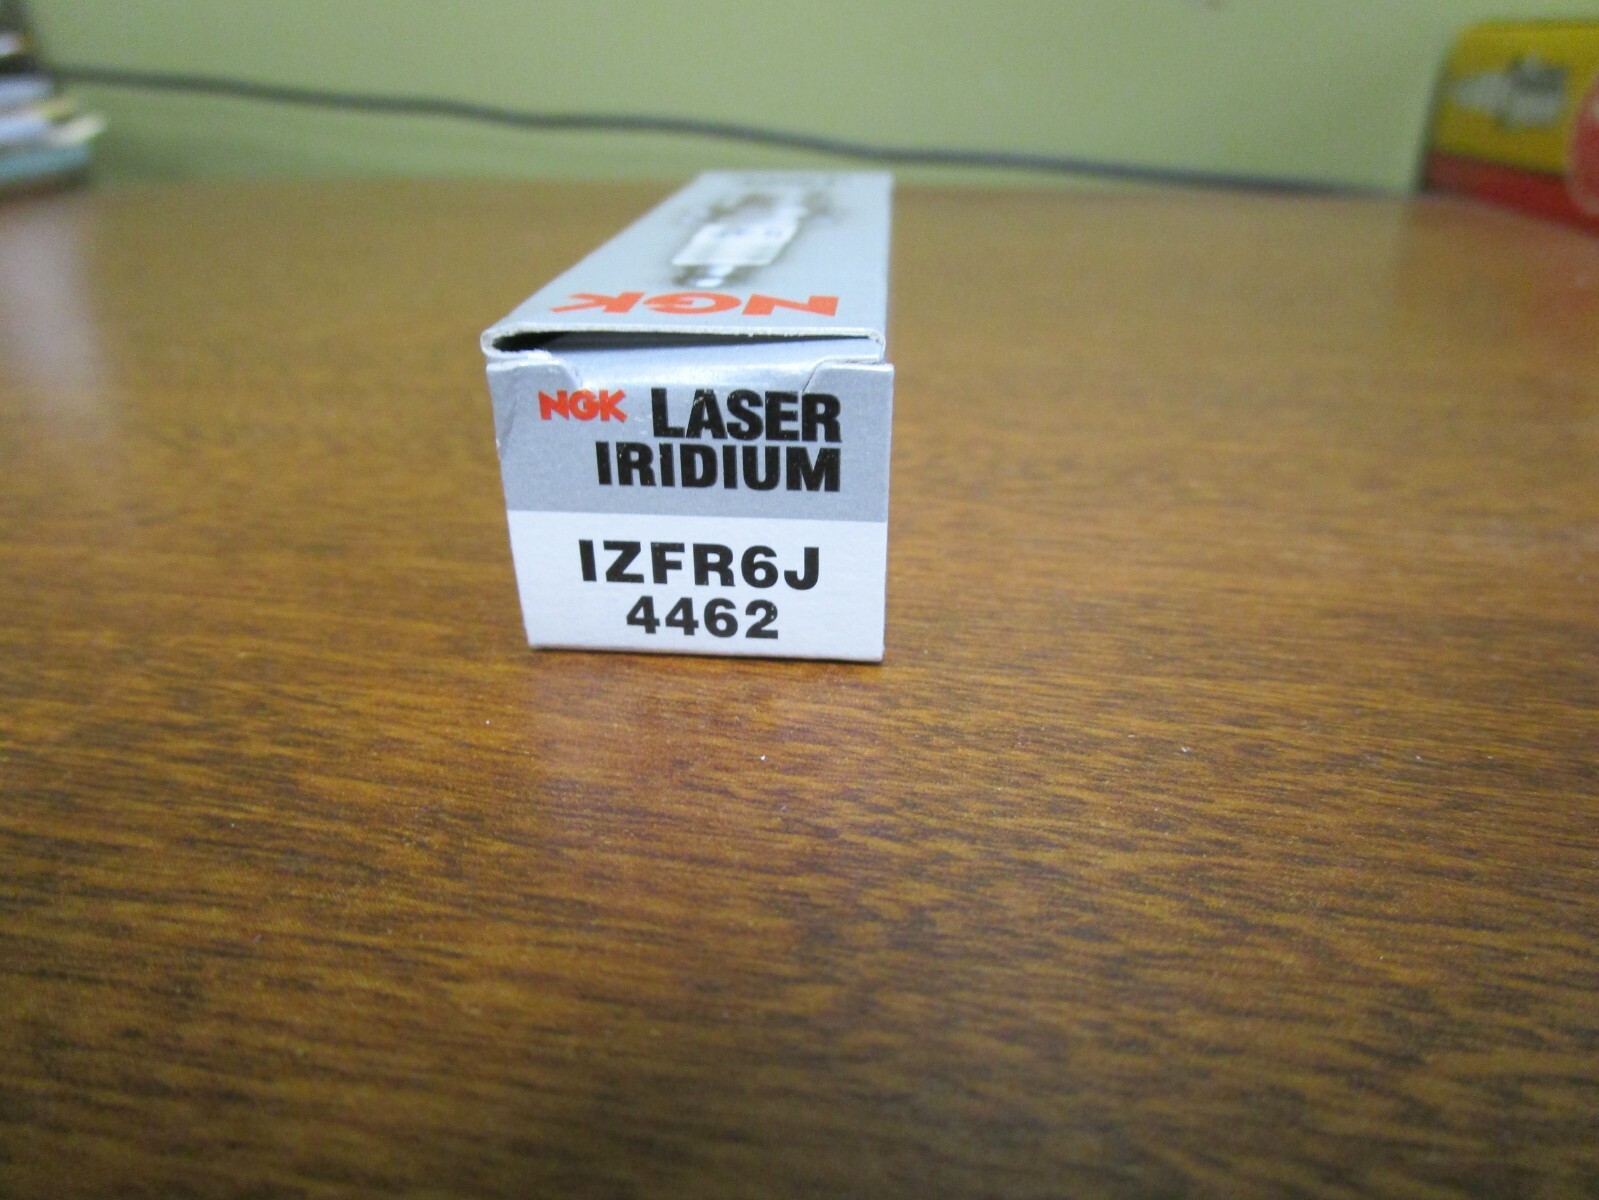 NGK
NGK LASER
IRIDIUM
IZFR6J
4462